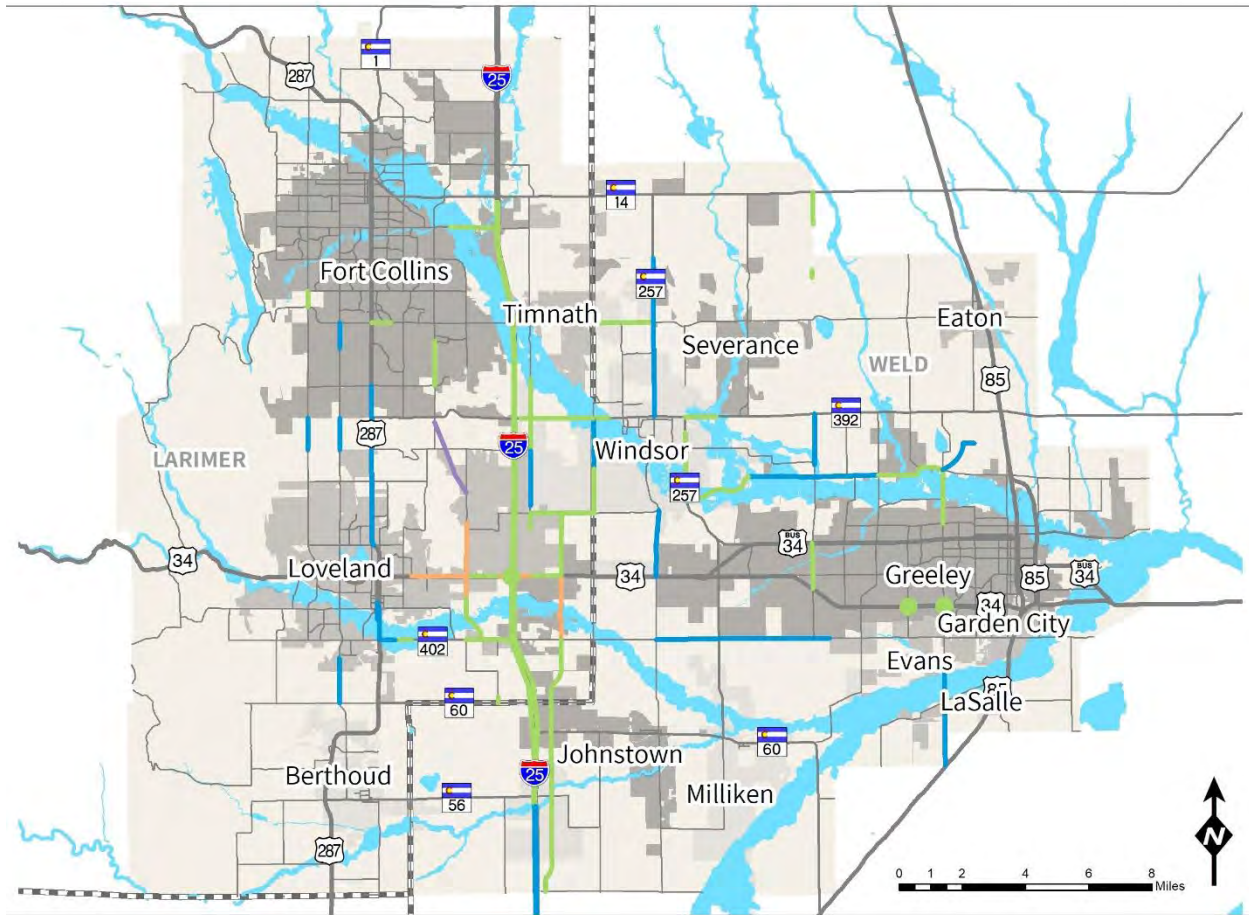 1
287
25
14
Fort Collins
257
Timnath
Eaton
Severance
WELD
85
392
287
25
Windsor
LARIMER
257
34
BUS
34
Loveland
34
Greeley
85
BUS
34
34
Garden City
402
Evans
85
LaSalle
60
60
Johnstown
25
Berthoud
Milliken
56
287
N
0 1 2 4 6 8
Miles